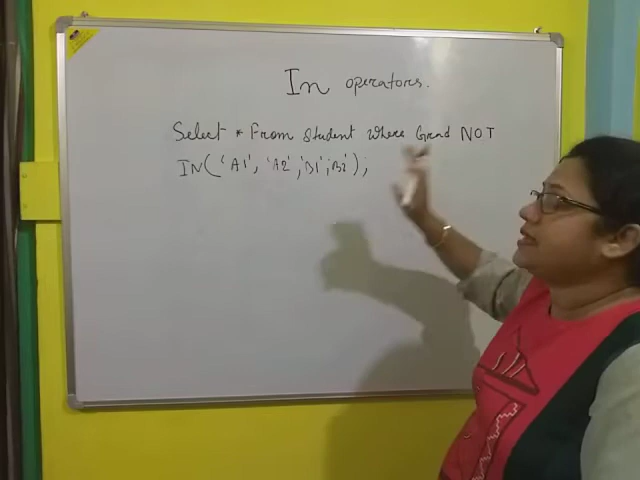 In operators.
Select * From Student Where Grad NOT
IN('A1', 'A2','B1','B2');